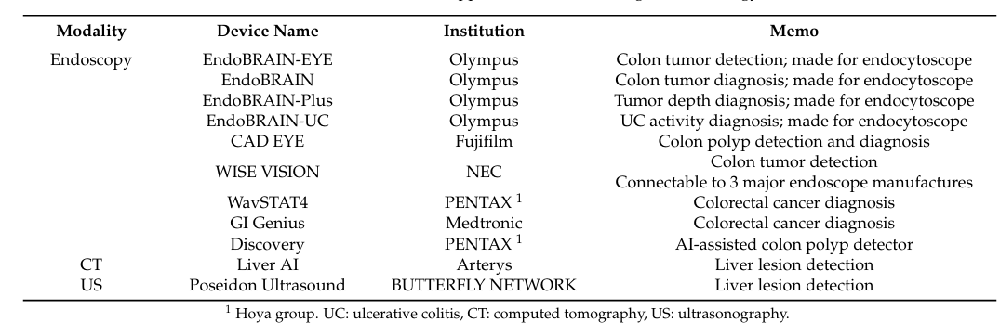 Modality Device Name Institution Memo
Endoscopy EndoBRAIN-EYE Olympus Colon tumor detection; made for endocytoscope
EndoBRAIN Olympus Colon tumor diagnosis; made for endocytoscope
EndoBRAIN-Plus Olympus Tumor depth diagnosis; made for endocytoscope
EndoBRAIN-UC Olympus UC activity diagnosis; made for endocytoscope
CAD EYE Fujifilm Colon polyp detection and diagnosis
WISE VISION NEC Colon tumor detection
Connectable to 3 major endoscope manufactures
WavSTAT4 PENTAX 1 Colorectal cancer diagnosis
GI Genius Medtronic Colorectal cancer diagnosis
Discovery PENTAX 1 AI-assisted colon polyp detector
CT Liver AI Arterys Liver lesion detection
US Poseidon Ultrasound BUTTERFLY NETWORK Liver lesion detection
1 Hoya group. UC: ulcerative colitis, CT: computed tomography, US: ultrasonography.